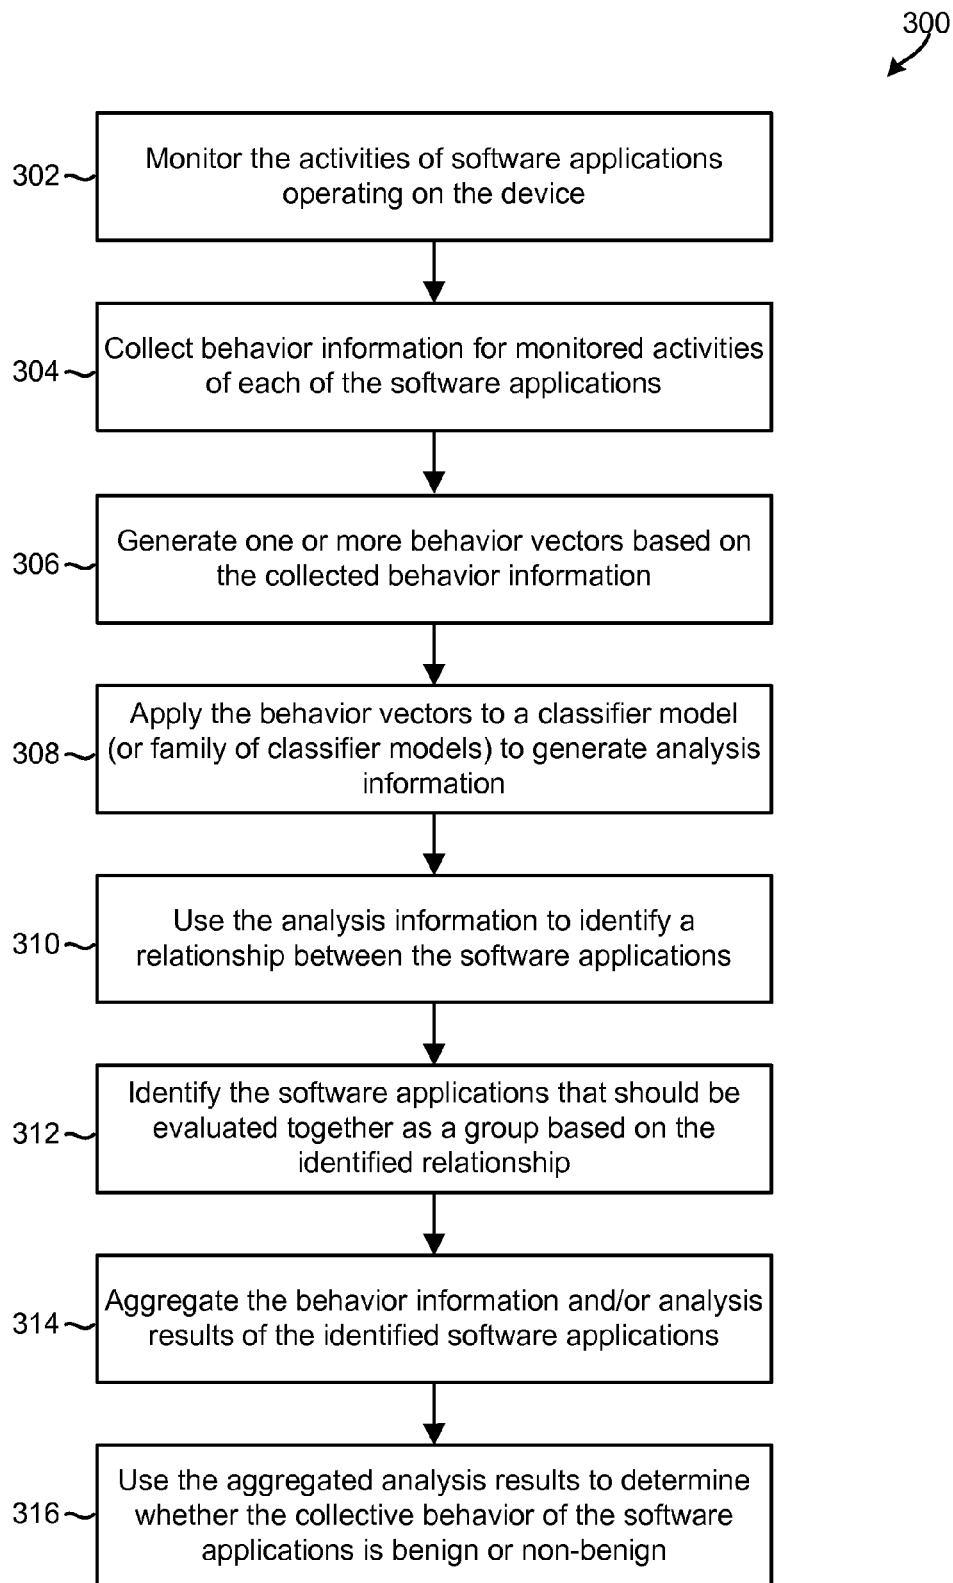 300
302
Monitor the activities of software applications
operating on the device
304
Collect behavior information for monitored activities
of each of the software applications
306
Generate one or more behavior vectors based on
the collected behavior information
308
Apply the behavior vectors to a classifier model
(or family of classifier models) to generate analysis
information
310
Use the analysis information to identify a
relationship between the software applications
312
Identify the software applications that should be
evaluated together as a group based on the
identified relationship
314
Aggregate the behavior information and/or analysis
results of the identified software applications
316
Use the aggregated analysis results to determine
whether the collective behavior of the software
applications is benign or non-benign